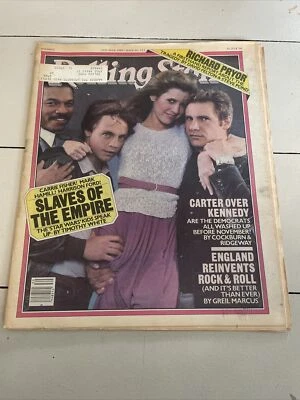 Rolling Sto
RICHARD PRYOR
CARRIE FISHER/ MARK
HAMILL/ HARRISON FORD:
SLAVES OF
THE EMPIRE
THE 'STAR WARS' KIDS SPEAK
UP · BY TIMOTHY WHITE
CARTER OVER
KENNEDY
ARE THE DEMOCRATS
ALL WASHED UP
BEFORE NOVEMBER?
BY COCKBURN &
RIDGEWAY
ENGLAND
REINVENTS
ROCK & ROLL
(AND IT'S BETTER
THAN EVER)
BY GREIL MARCUS